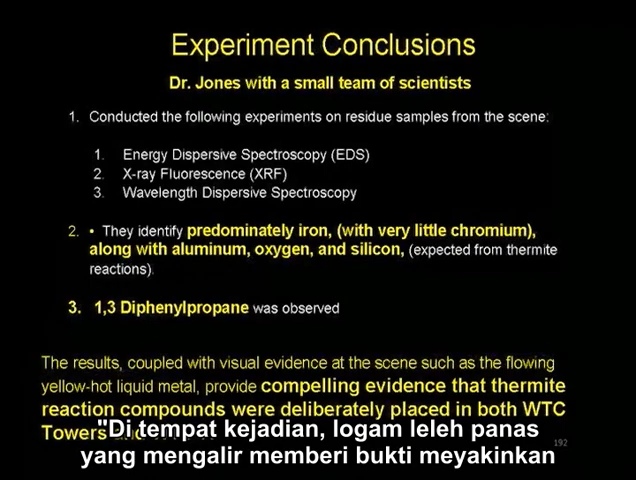 Experiment Conclusions
Dr. Jones with a small team of scientists
1. Conducted the following experiments on residue samples from the scene:
1. Energy Dispersive Spectroscopy (EDS)
2. X-ray Fluorescence (XRF)
3. Wavelength Dispersive Spectroscopy
2. • They identify predominately iron, (with very little chromium),
along with aluminum, oxygen, and silicon, (expected from thermite
reactions).
3. 1,3 Diphenylpropane was observed
The results, coupled with visual evidence at the scene such as the flowing
yellow-hot liquid metal, provide compelling evidence that thermite
reaction compounds were deliberately placed in both WTC
Towers
"Di tempat kejadian, logam leleh panas
192
yang mengalir memberi bukti meyakinkan